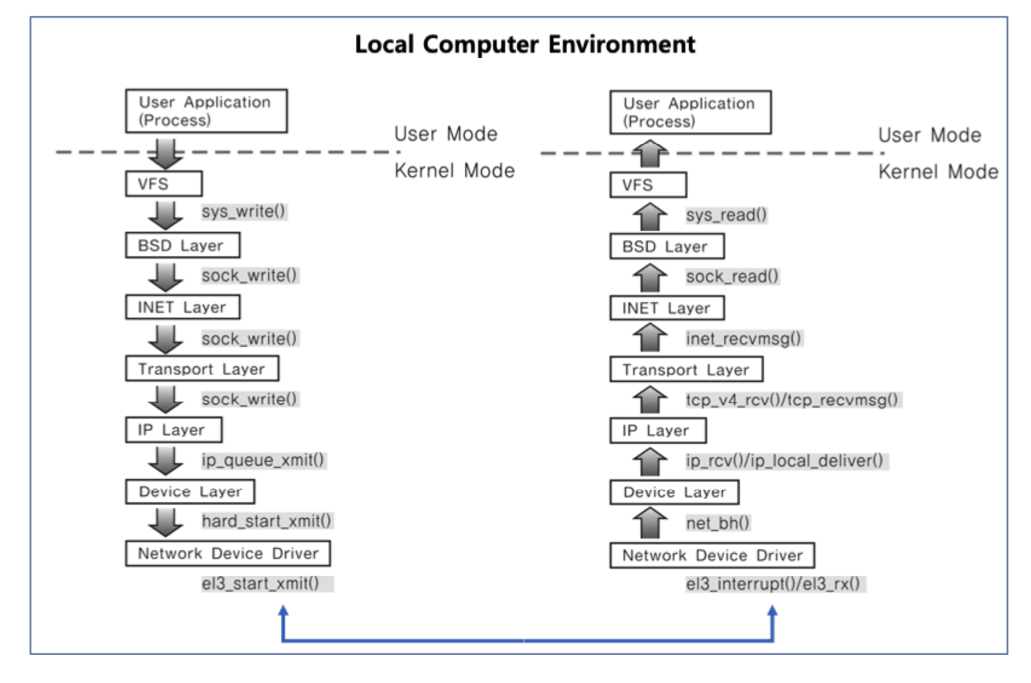 Local Computer Environment
User Application
(Process)
User Mode
Kernel Mode
VFS
sys_write()
BSD Layer
sock_write()
INET Layer
sock_write()
Transport Layer
sock_write()
IP Layer
ip_queue_xmit()
Device Layer
hard_start_xmit()
Network Device Driver
el3_start_xmit()
User Application
(Process)
User Mode
Kernel Mode
VFS
sys_read()
BSD Layer
sock_read()
INET Layer
inet_recvmsg()
Transport Layer
tcp_v4_rcv()/tcp_recvmsg()
IP Layer
ip_rcv()/ip_local_deliver()
Device Layer
net_bh()
Network Device Driver
el3_interrupt()/el3_rx()